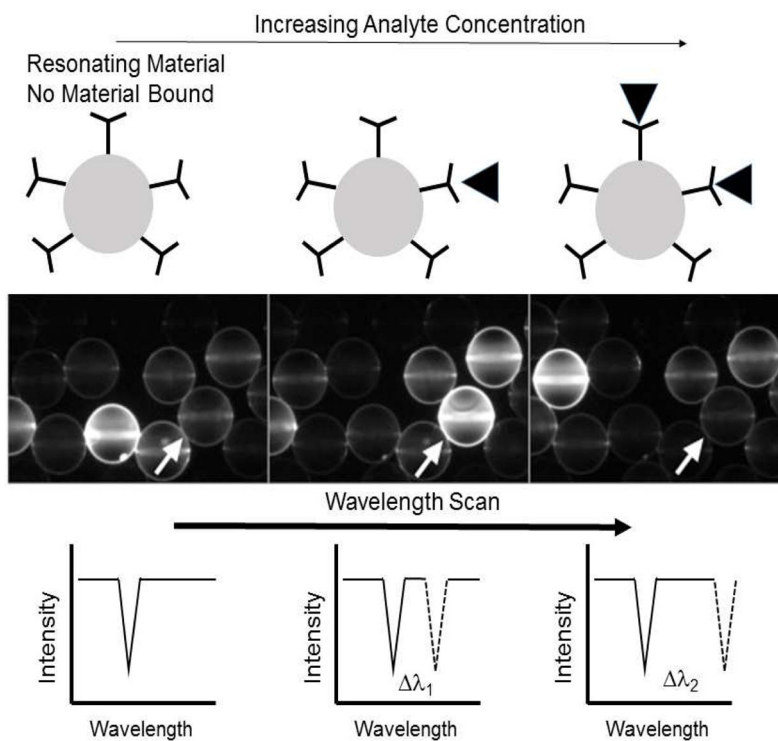 Increasing Analyte Concentration
Resonating Material
No Material Bound
Wavelength Scan
Intensity
Wavelength
Intensity
Δλ1
Wavelength
Intensity
Δλ2
Wavelength